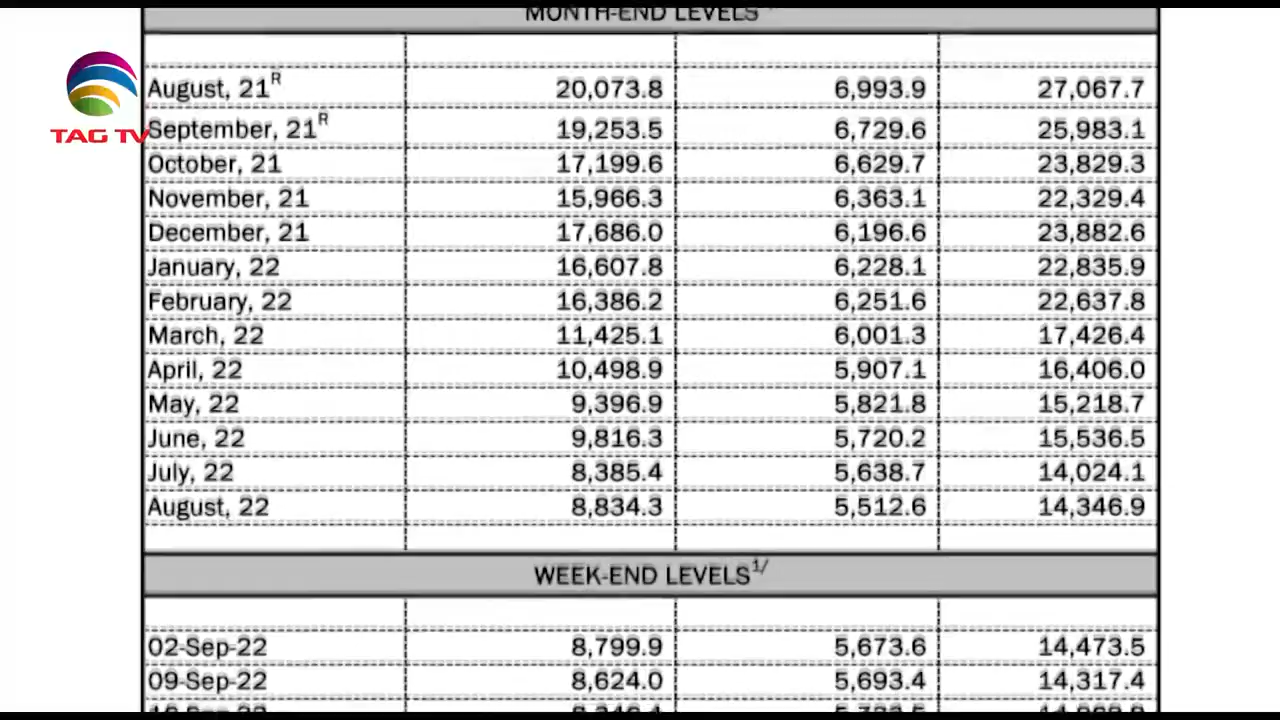 MONTH-END LEVELS
TAG TV
August, 21R 20,073.8 6,993.9 27,067.7
September, 21R 19,253.5 6,729.6 25,983.1
October, 21 17,199.6 6,629.7 23,829.3
November, 21 15,966.3 6,363.1 22,329.4
December, 21 17,686.0 6,196.6 23,882.6
January, 22 16,607.8 6,228.1 22,835.9
February, 22 16,386.2 6,251.6 22,637.8
March, 22 11,425.1 6,001.3 17,426.4
April, 22 10,498.9 5,907.1 16,406.0
May, 22 9,396.9 5,821.8 15,218.7
June, 22 9,816.3 5,720.2 15,536.5
July, 22 8,385.4 5,638.7 14,024.1
August, 22 8,834.3 5,512.6 14,346.9
WEEK-END LEVELS1/
02-Sep-22 8,799.9 5,673.6 14,473.5
09-Sep-22 8,624.0 5,693.4 14,317.4